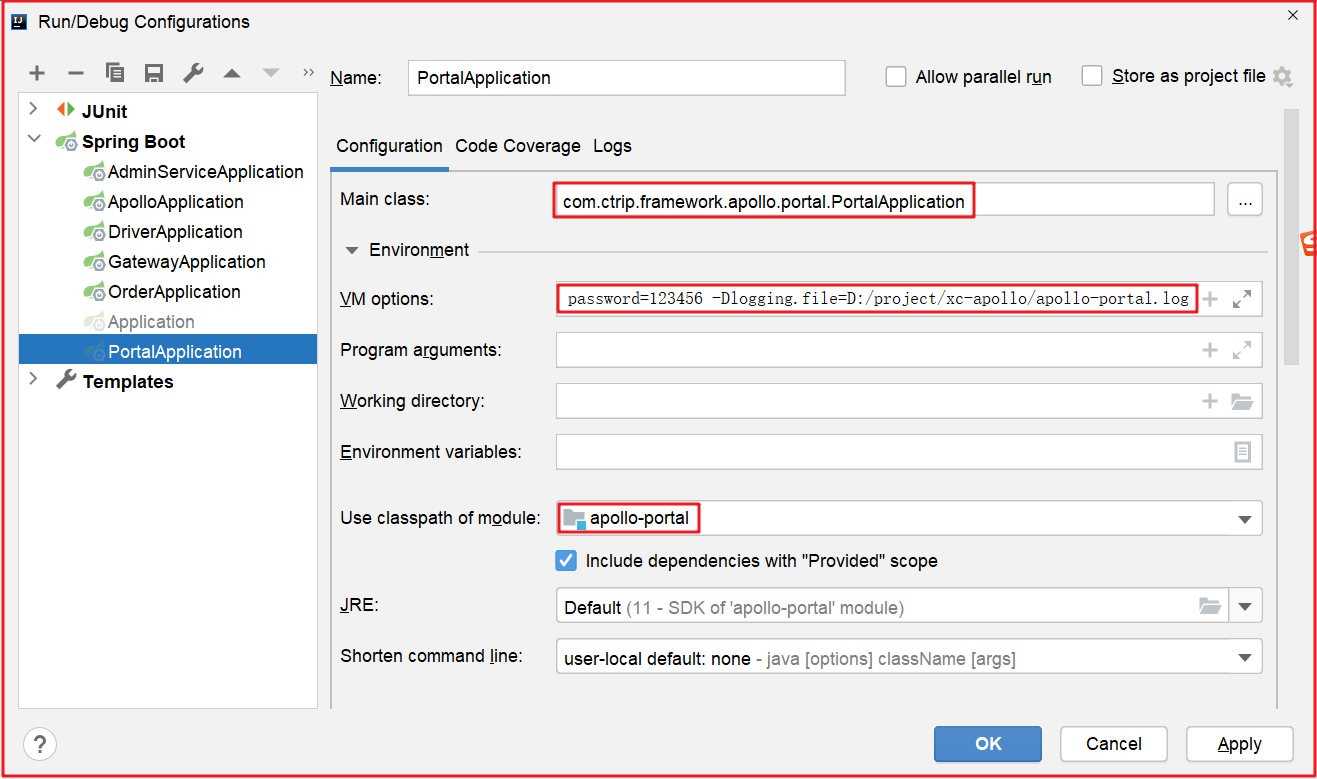 Run/Debug Configurations
Name: PortalApplication Allow parallel run Store as project file
JUnit
Spring Boot
AdminServiceApplication
ApolloApplication
DriverApplication
GatewayApplication
OrderApplication
Application
PortalApplication
Templates
Configuration Code Coverage Logs
Main class: com.ctrip.framework.apollo.portal.PortalApplication ...
Environment
VM options: password=123456 -Dlogging.file=D:/project/xc-apollo/apollo-portal.log
Program arguments:
Working directory:
Environment variables:
Use classpath of module: apollo-portal
Include dependencies with "Provided" scope
JRE: Default (11 - SDK of 'apollo-portal' module)
Shorten command line: user-local default: none - java [options] className [args]
? OK Cancel Apply